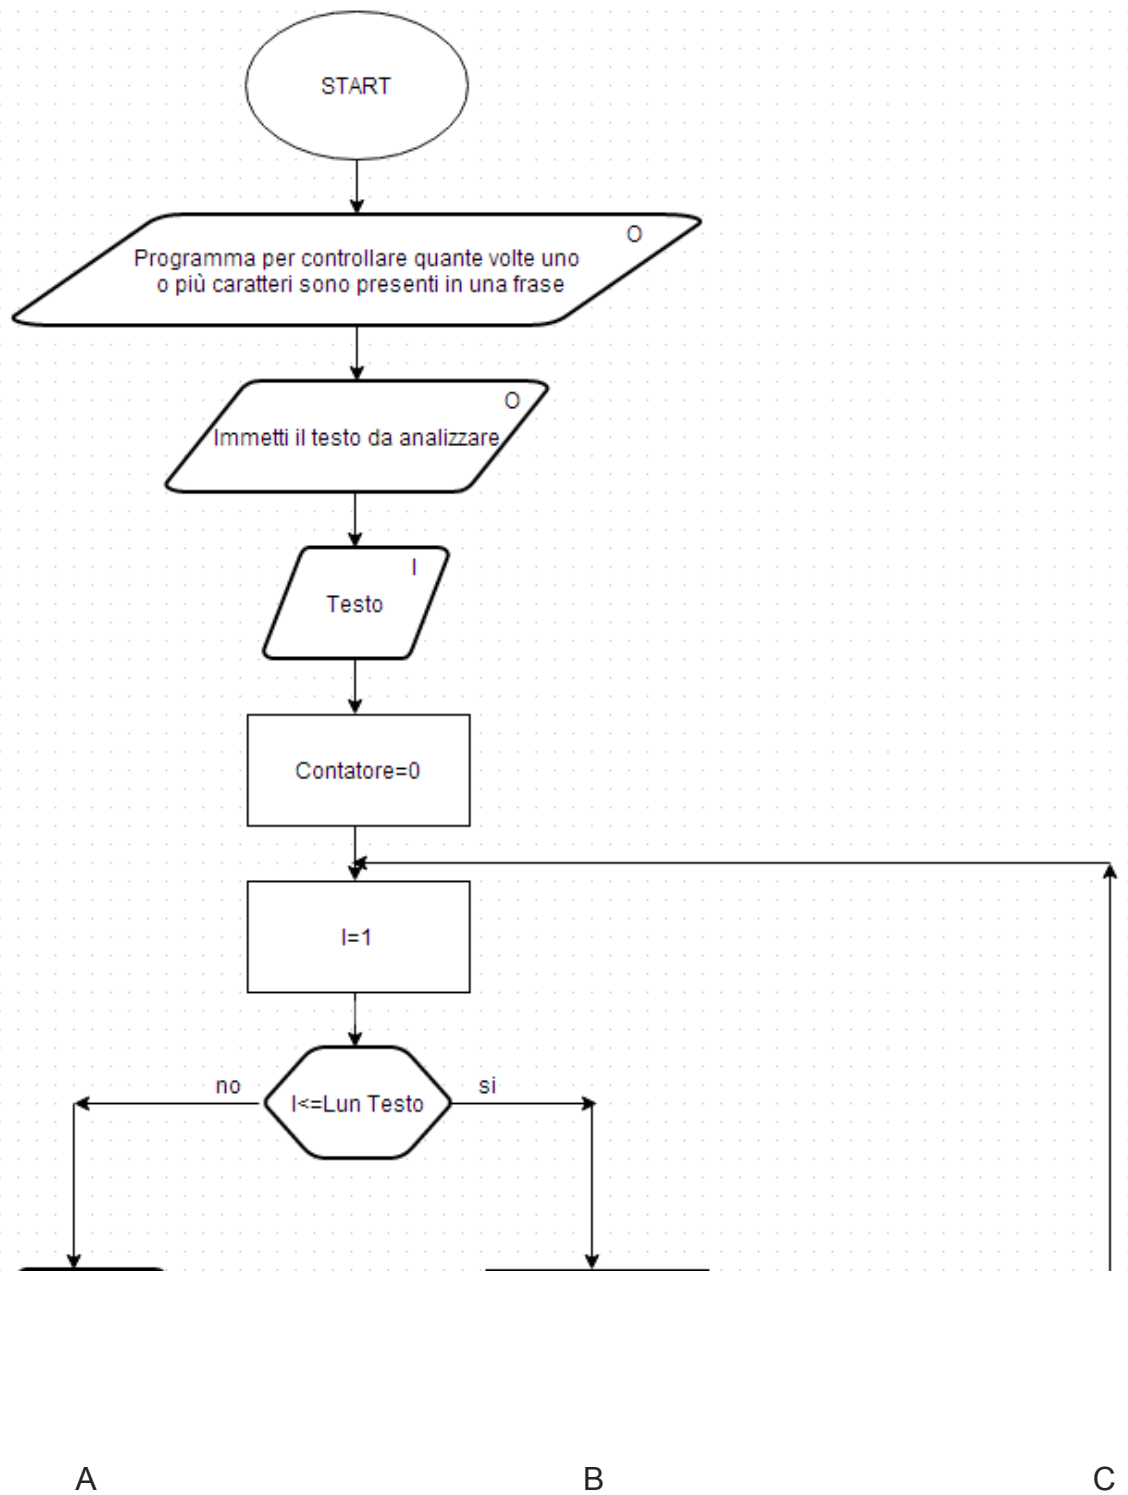 START
O
Programma per controllare quante volte uno
o più caratteri sono presenti in una frase
O
Immetti il testo da analizzare
I
Testo
Contatore=0
I=1
no
si
I<=Lun Testo
A
B
C